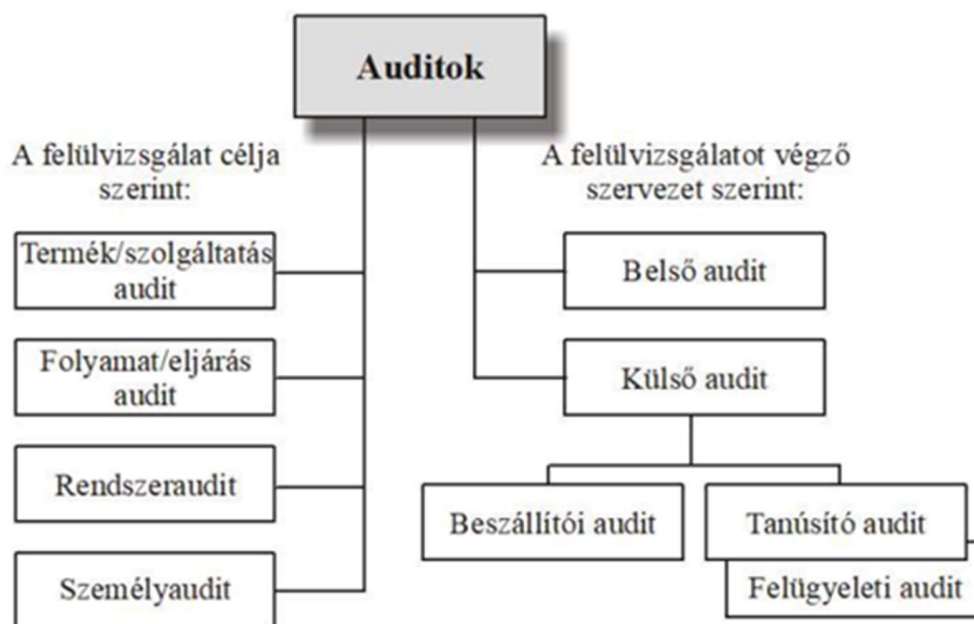 Auditok
A felülvizsgálat célja
szerint:
Termék/szolgáltatás
audit
Folyamat/eljárás
audit
Rendszeraudit
Személyaudit
A felülvizsgálatot végző
szervezet szerint:
Belső audit
Külső audit
Beszállítói audit
Tanúsító audit
Felügyeleti audit